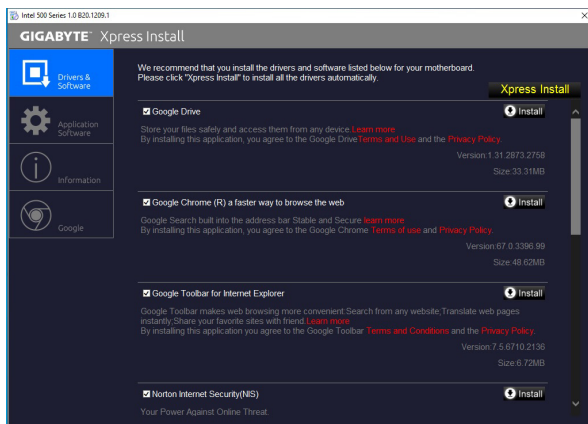 Intel 500 Series 1.0 B20.1209.1
GIGABYTE™ Xpress Install
Drivers &
Software
Application
Software
Information
Google
We recommend that you install the drivers and software listed below for your motherboard.
Please click "Xpress Install" to install all the drivers automatically.
Xpress Install
Google Drive
Install
Store your files safely and access them from any device.Learn more
By installing this application, you agree to the Google DriveTerms and Use and the Privacy Policy.
Version:1.31.2873.2758
Size:33.31MB
Google Chrome (R) a faster way to browse the web
Install
Google Search built into the address bar Stable and Secure learn more
By installing this application, you agree to the Google Chrome Terms of use and Privacy Policy.
Version:67.0.3396.99
Size:48.62MB
Google Toolbar for Internet Explorer
Install
Google Toolbar makes web browsing more convenient:Search from any website;Translate web pages
instantly;Share your favorite sites with friend.Learn more
By installing this application you agree to the Google Toolbar Terms and Conditions and the Privacy Policy.
Version:7.5.6710.2136
Size:6.72MB
Norton Internet Security(NIS)
Install
Your Power Against Online Threat.